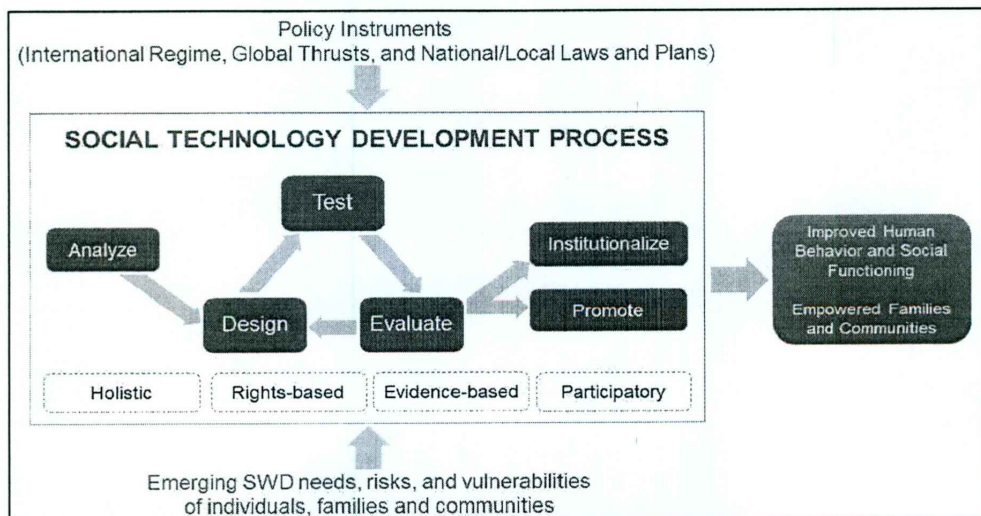 Policy Instruments
(International Regime, Global Thrusts, and National/Local Laws and Plans)
SOCIAL TECHNOLOGY DEVELOPMENT PROCESS
Test
Analyze
Institutionalize
Design
Evaluate
Promote
Holistic
Rights-based
Evidence-based
Participatory
Improved Human
Behavior and Social
Functioning
Empowered Families
and Communities
Emerging SWD needs, risks, and vulnerabilities
of individuals, families and communities